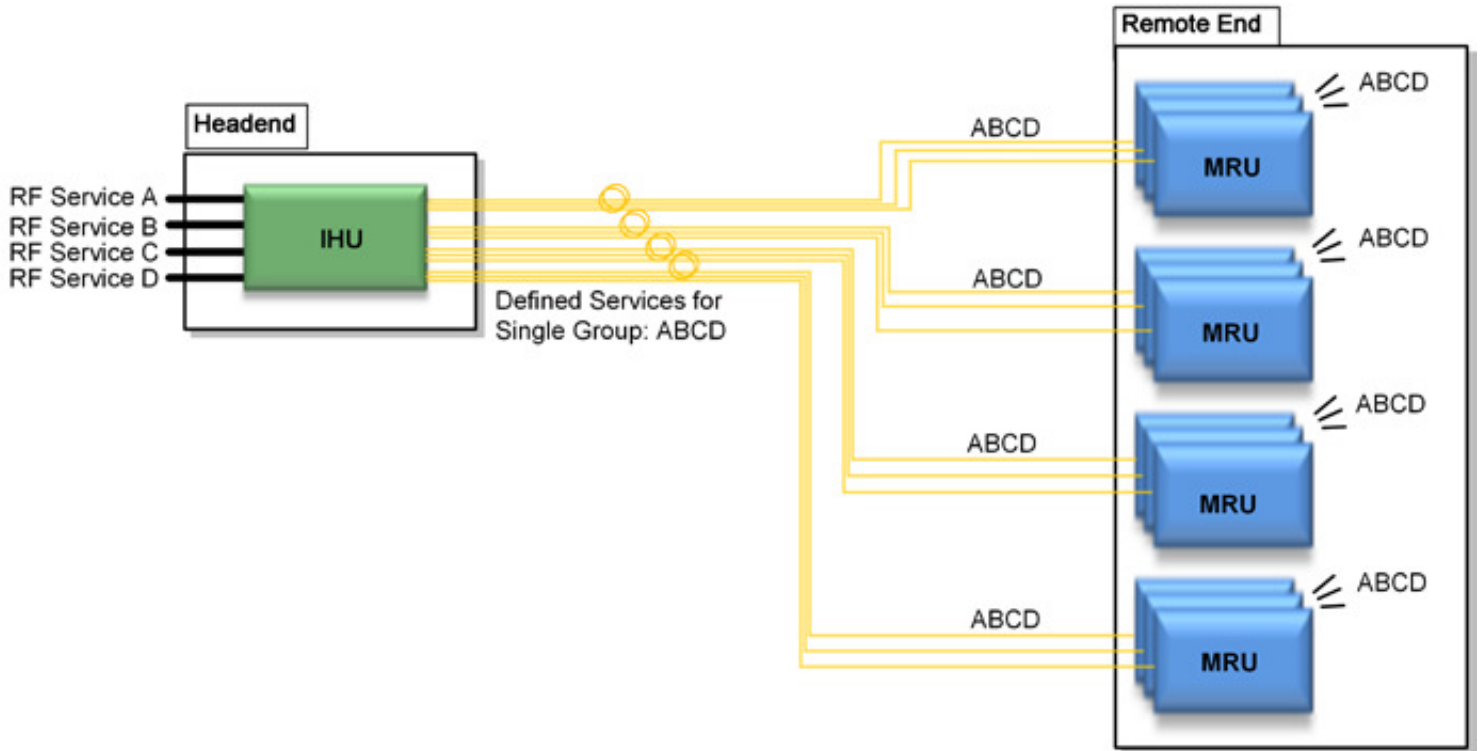 Remote End
ABCD
Headend
ABCD
MRU
RF Service A
RF Service B
RF Service C
RF Service D
IHU
ABCD
ABCD
MRU
Defined Services for
Single Group: ABCD
ABCD
ABCD
MRU
ABCD
ABCD
MRU